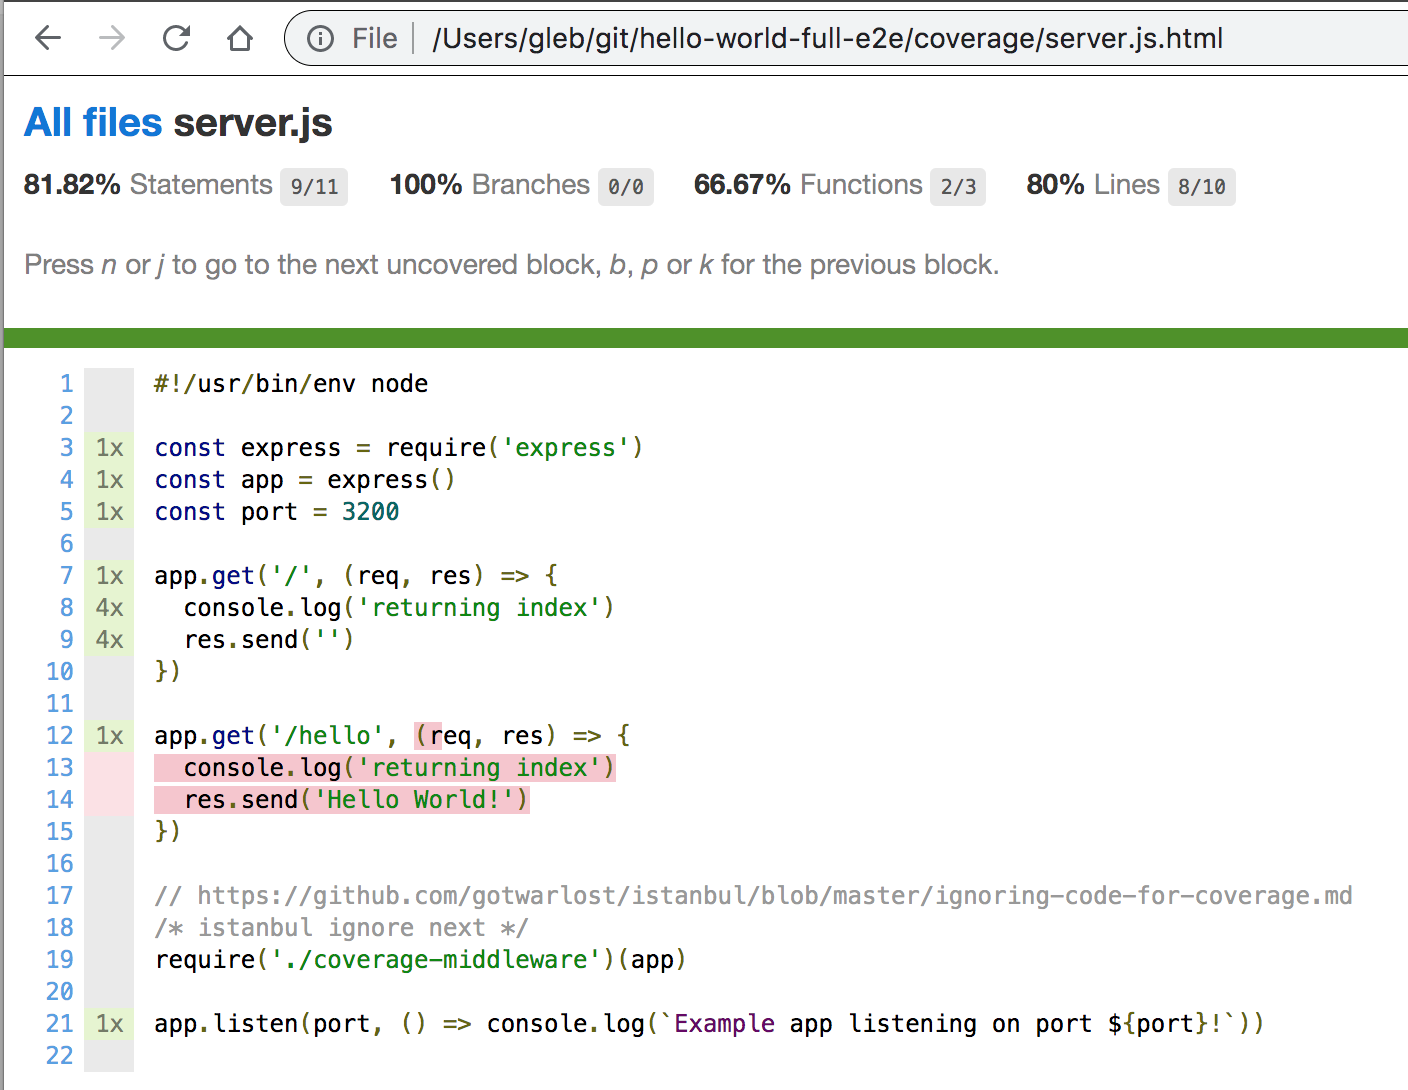 File | /Users/gleb/git/hello-world-full-e2e/coverage/server.js.html
All files server.js
81.82% Statements 9/11 100% Branches 0/0 66.67% Functions 2/3 80% Lines 8/10
Press n or j to go to the next uncovered block, b, p or k for the previous block.
1 #!/usr/bin/env node
2
3 1x const express = require('express')
4 1x const app = express()
5 1x const port = 3200
6
7 1x app.get('/', (req, res) => {
8 4x   console.log('returning index')
9 4x   res.send('')
10 })
11
12 1x app.get('/hello', (req, res) => {
13   console.log('returning index')
14   res.send('Hello World!')
15 })
16
17 // https://github.com/gotwarlost/istanbul/blob/master/ignoring-code-for-coverage.md
18 /* istanbul ignore next */
19 require('./coverage-middleware')(app)
20
21 1x app.listen(port, () => console.log(`Example app listening on port ${port}!`))
22